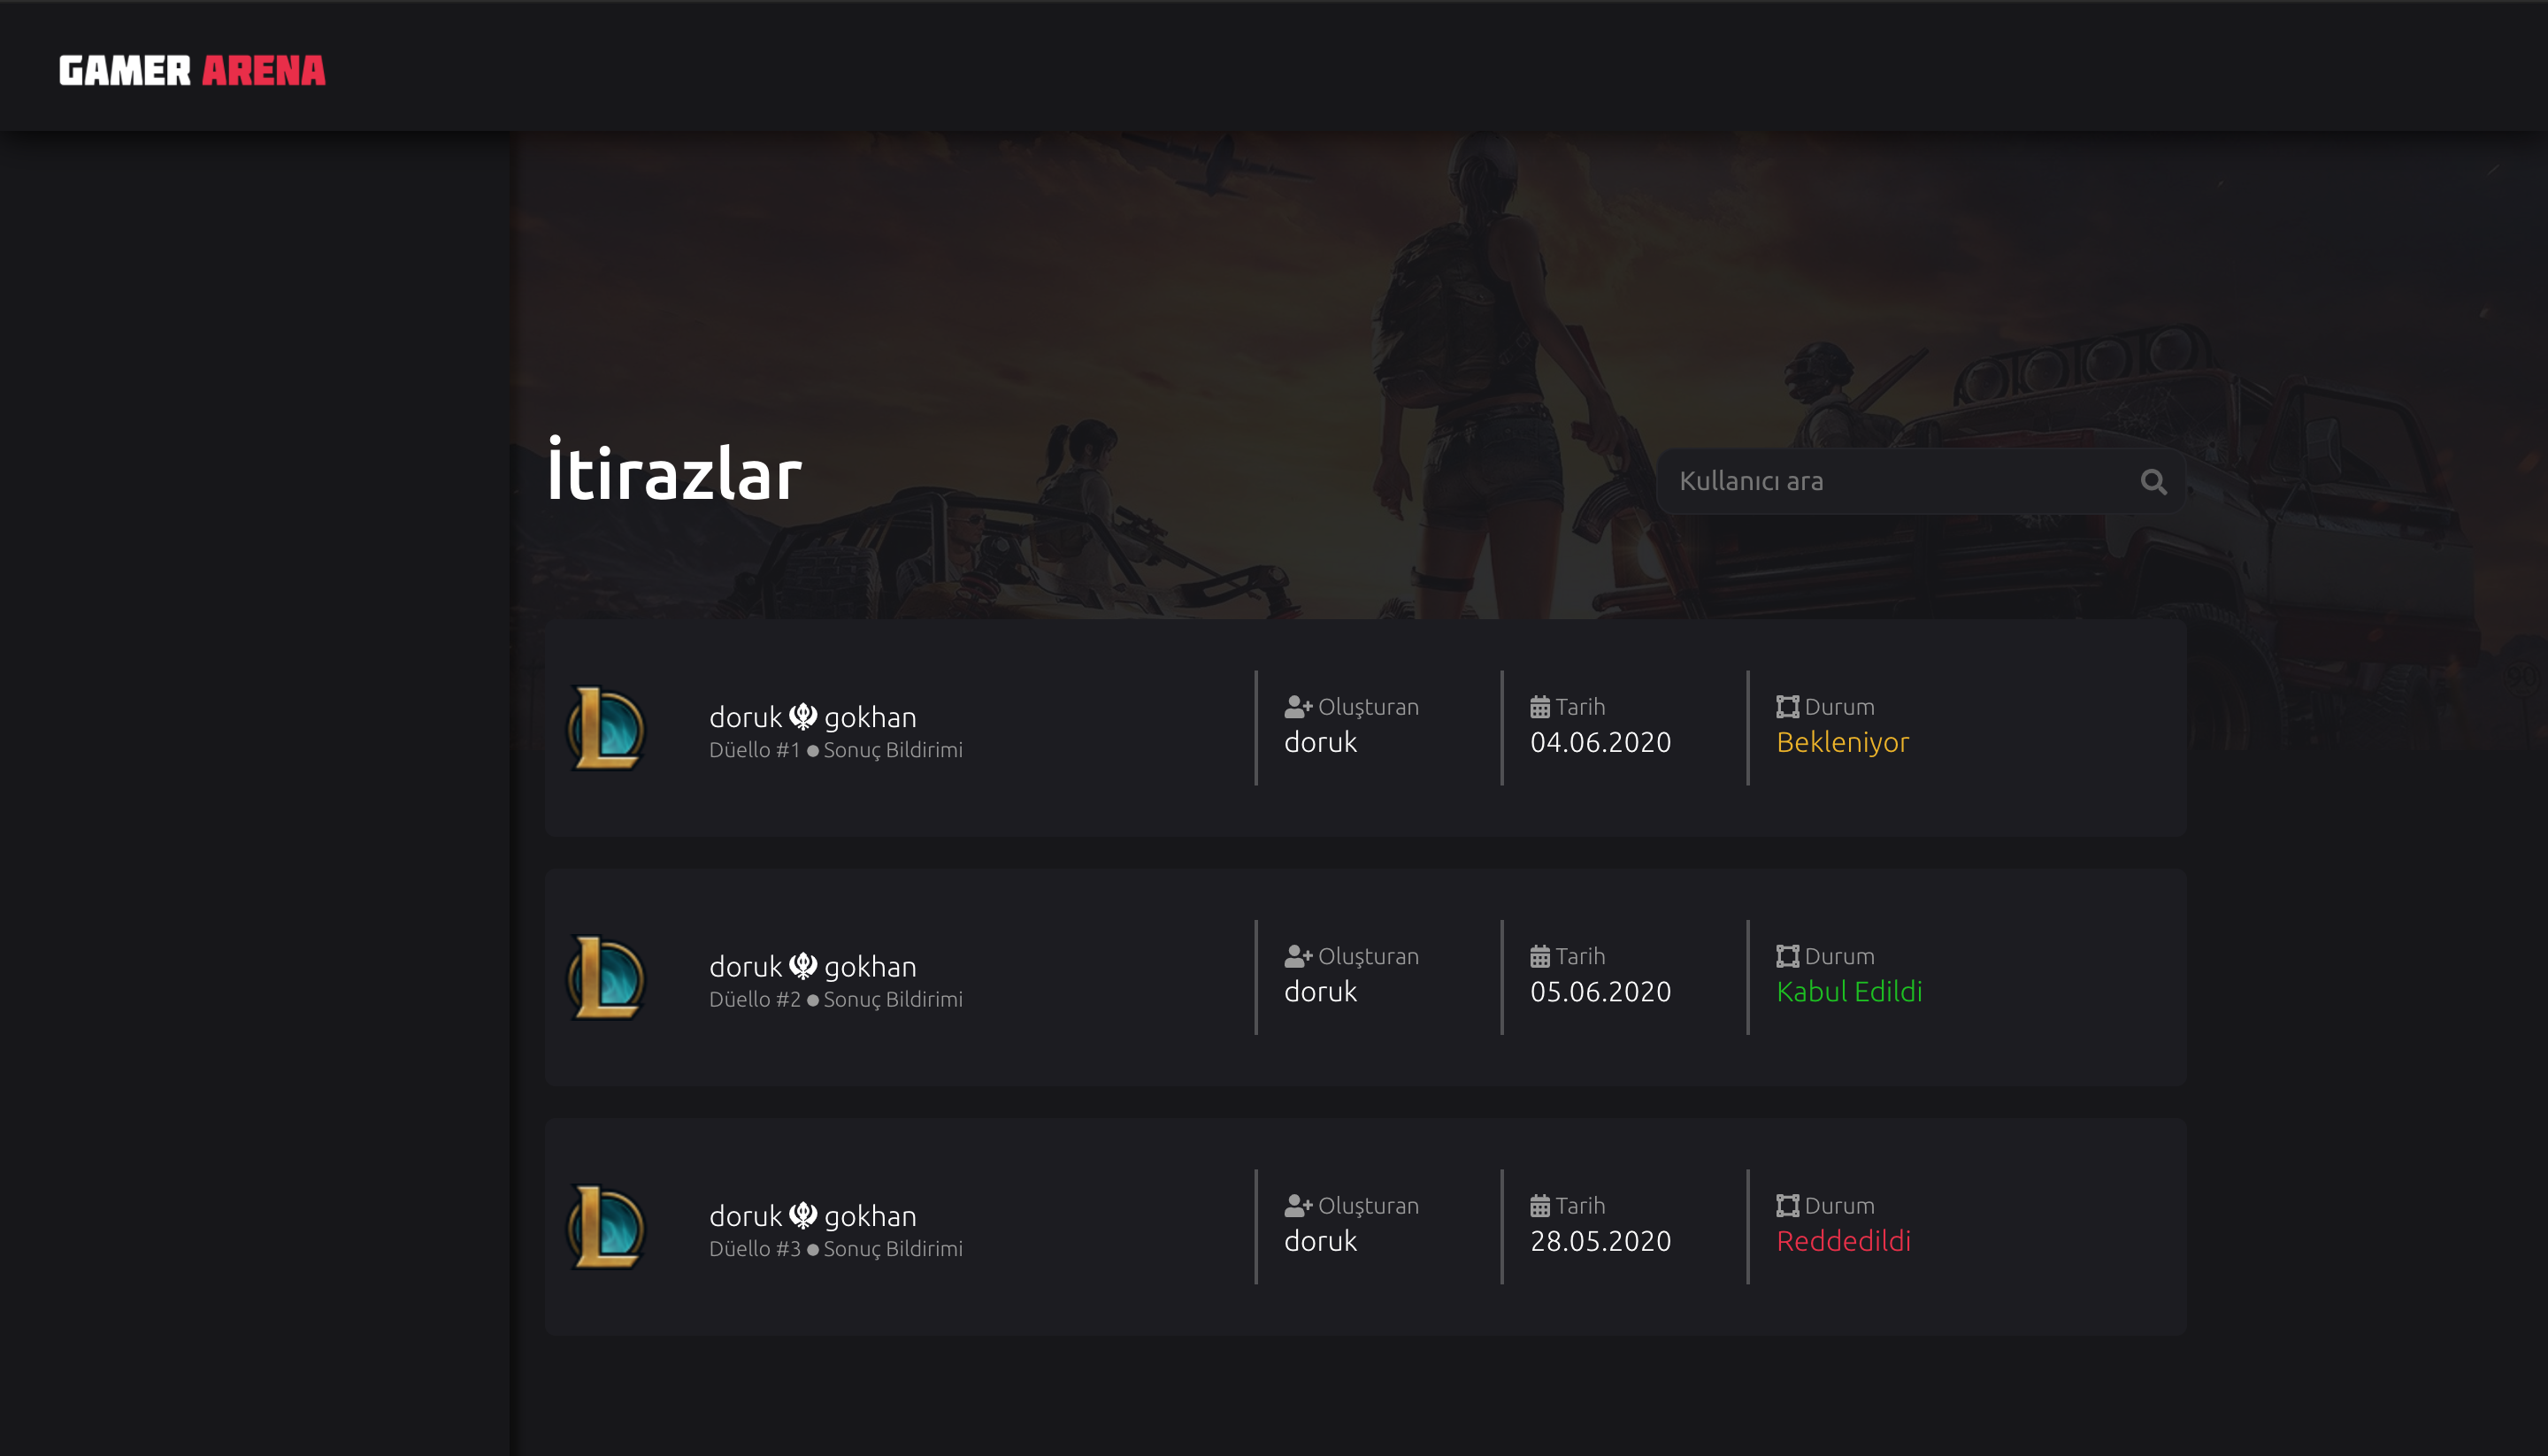 GAMER ARENA
İtirazlar
Kullanıcı ara
doruk gokhan
Düello #1 ● Sonuç Bildirimi
Oluşturan
doruk
Tarih
04.06.2020
Durum
Bekleniyor
doruk gokhan
Düello #2 ● Sonuç Bildirimi
Oluşturan
doruk
Tarih
05.06.2020
Durum
Kabul Edildi
doruk gokhan
Düello #3 ● Sonuç Bildirimi
Oluşturan
doruk
Tarih
28.05.2020
Durum
Reddedildi